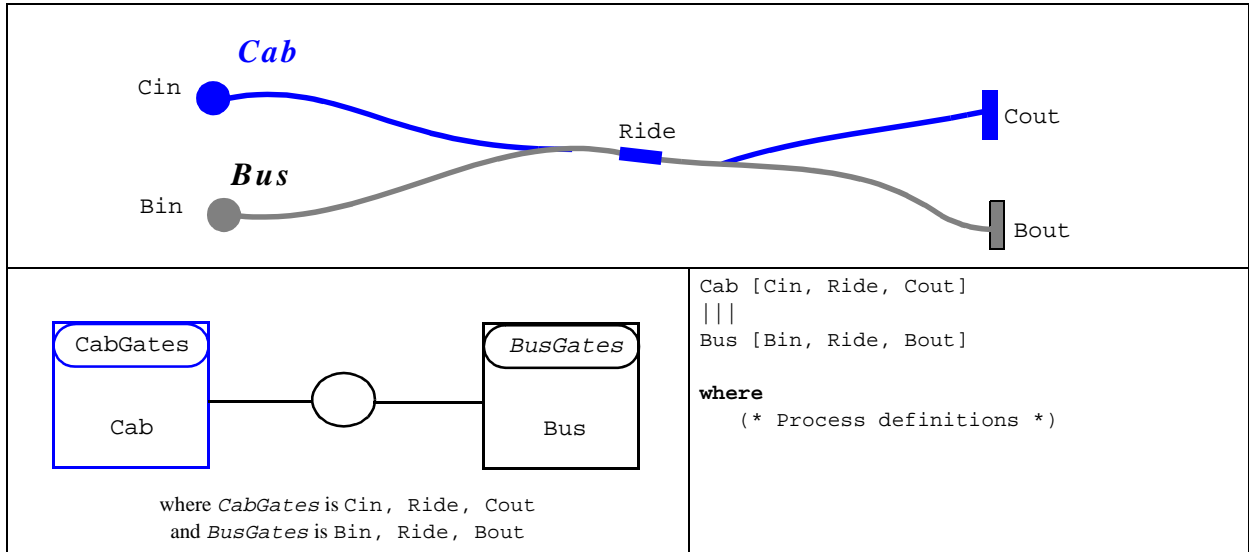 Cab
Cin
Ride
Cout
Bus
Bin
Bout
CabGates
Cab
BusGates
Bus
where CabGates is Cin, Ride, Cout
and BusGates is Bin, Ride, Bout
Cab [Cin, Ride, Cout]
|||
Bus [Bin, Ride, Bout]
where
(* Process definitions *)